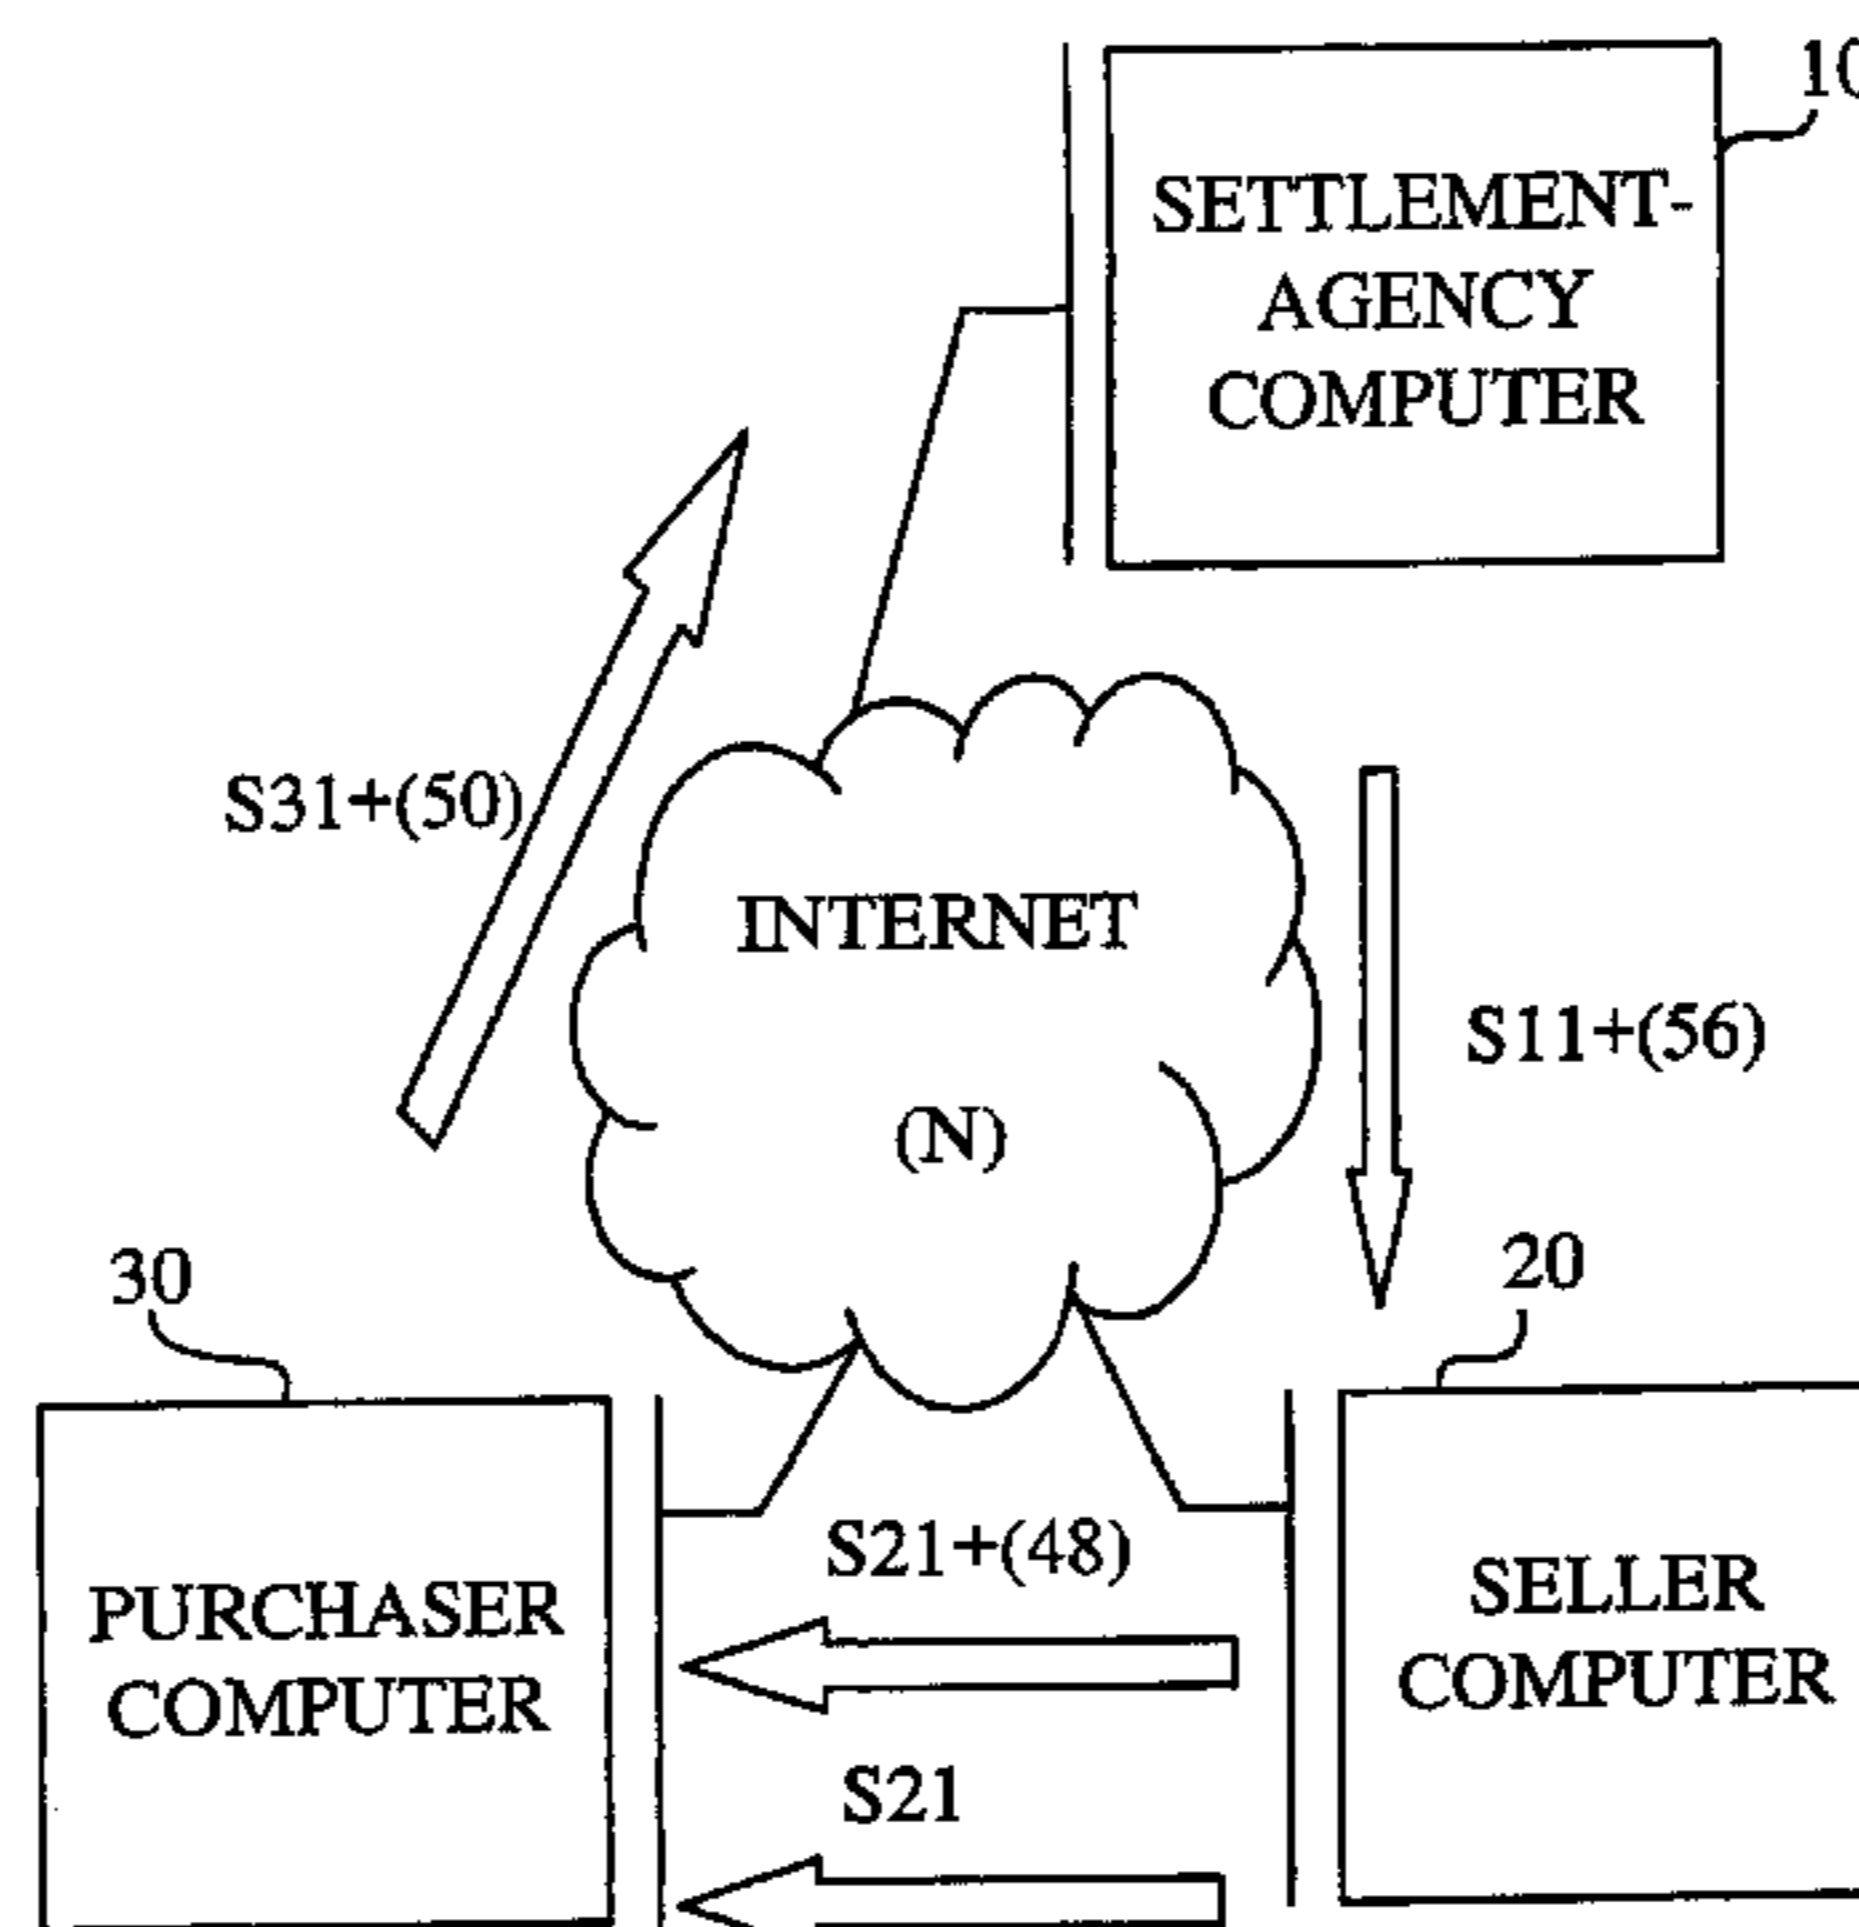 10
SETTLEMENT-
AGENCY
COMPUTER
S31+(50)
INTERNET
(N)
S11+(56)
30
20
PURCHASER
COMPUTER
S21+(48)
SELLER
COMPUTER
S21